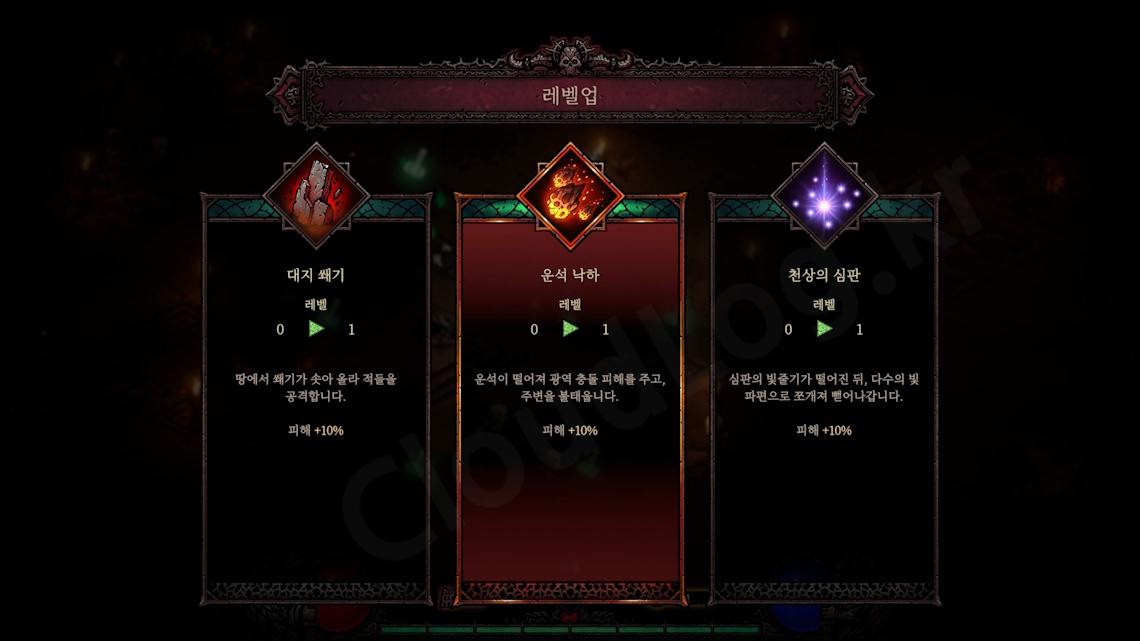 레벨업
대지 쐐기
레벨
0 1
땅에서 쐐기가 솟아 올라 적들을
공격합니다.
피해 +10%
운석 낙하
레벨
0 1
운석이 떨어져 광역 충돌 피해를 주고,
주변을 불태웁니다.
피해 +10%
천상의 심판
레벨
0 1
심판의 빛줄기가 떨어진 뒤, 다수의 빛
파편으로 쪼개져 뻗어나갑니다.
피해 +10%
CloudLog.kr